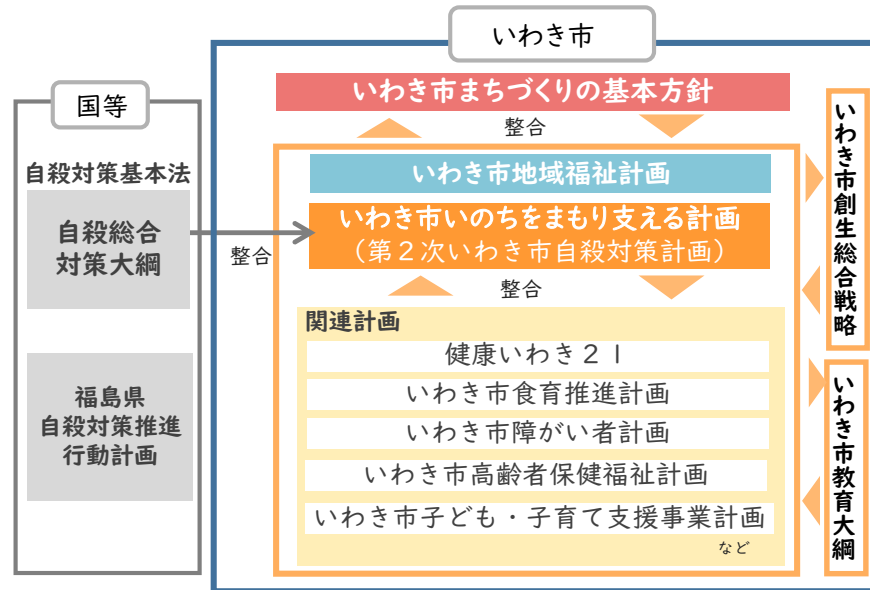 いわき市
国等
自殺対策基本法
自殺総合
対策大綱
福島県
自殺対策推進
行動計画
整合
いわき市まちづくりの基本方針
整合
いわき市地域福祉計画
いわき市いのちをまもり支える計画
（第２次いわき市自殺対策計画）
整合
関連計画
健康いわき２１
いわき市食育推進計画
いわき市障がい者計画
いわき市高齢者保健福祉計画
いわき市子ども・子育て支援事業計画
など
いわき市創生総合戦略
いわき市教育大綱